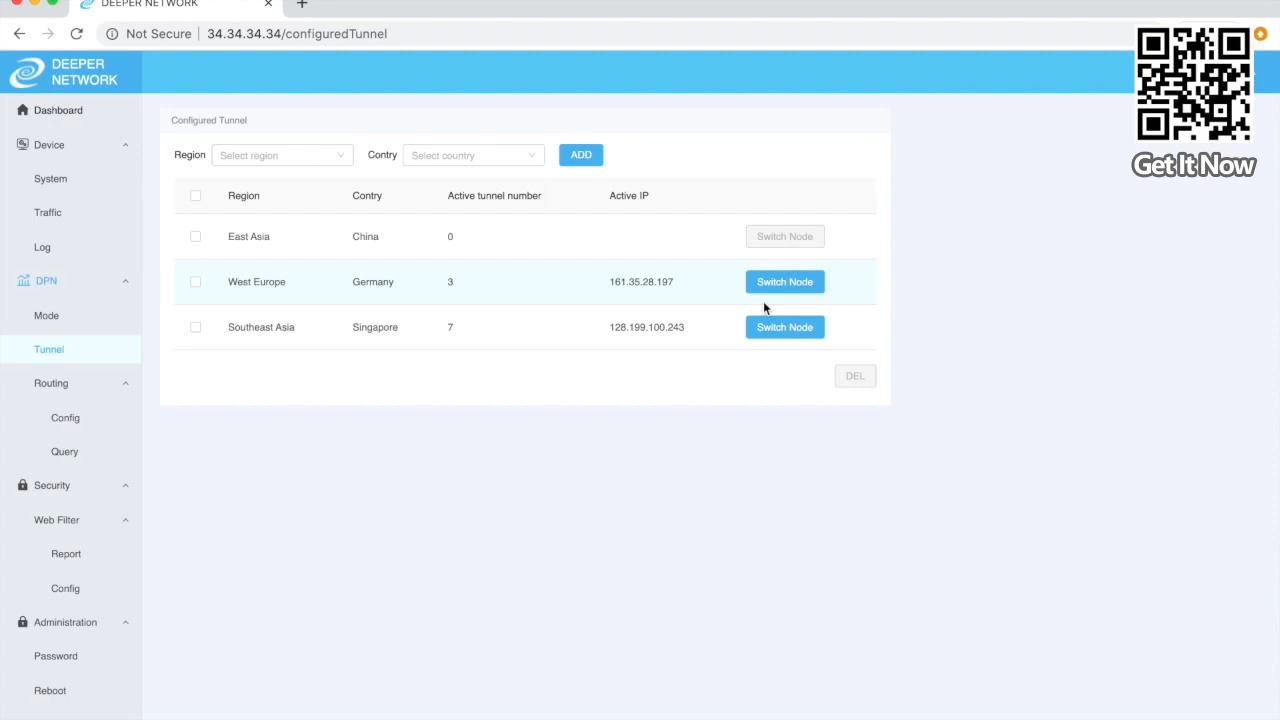 DEEPER NETWORK
Not Secure
34.34.34.34/configuredTunnel
DEEPER
NETWORK
Get It Now
Dashboard
Device
System
Traffic
Log
DPN
Mode
Tunnel
Routing
Config
Query
Security
Web Filter
Report
Config
Administration
Password
Reboot
Configured Tunnel
Region Select region Contry Select country ADD
Region Contry Active tunnel number Active IP
East Asia China 0 Switch Node
West Europe Germany 3 161.35.28.197 Switch Node
Southeast Asia Singapore 7 128.199.100.243 Switch Node
DEL